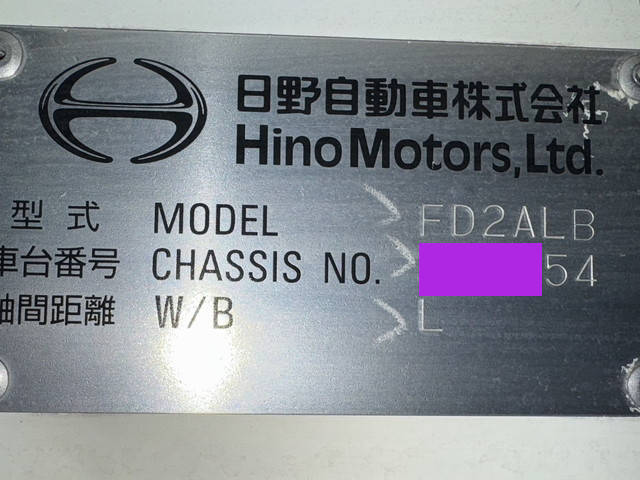 日野自動車株式会社
Hino Motors, Ltd.
型式 MODEL FD2ALB
車台番号 CHASSIS NO. 54
軸間距離 W/B L